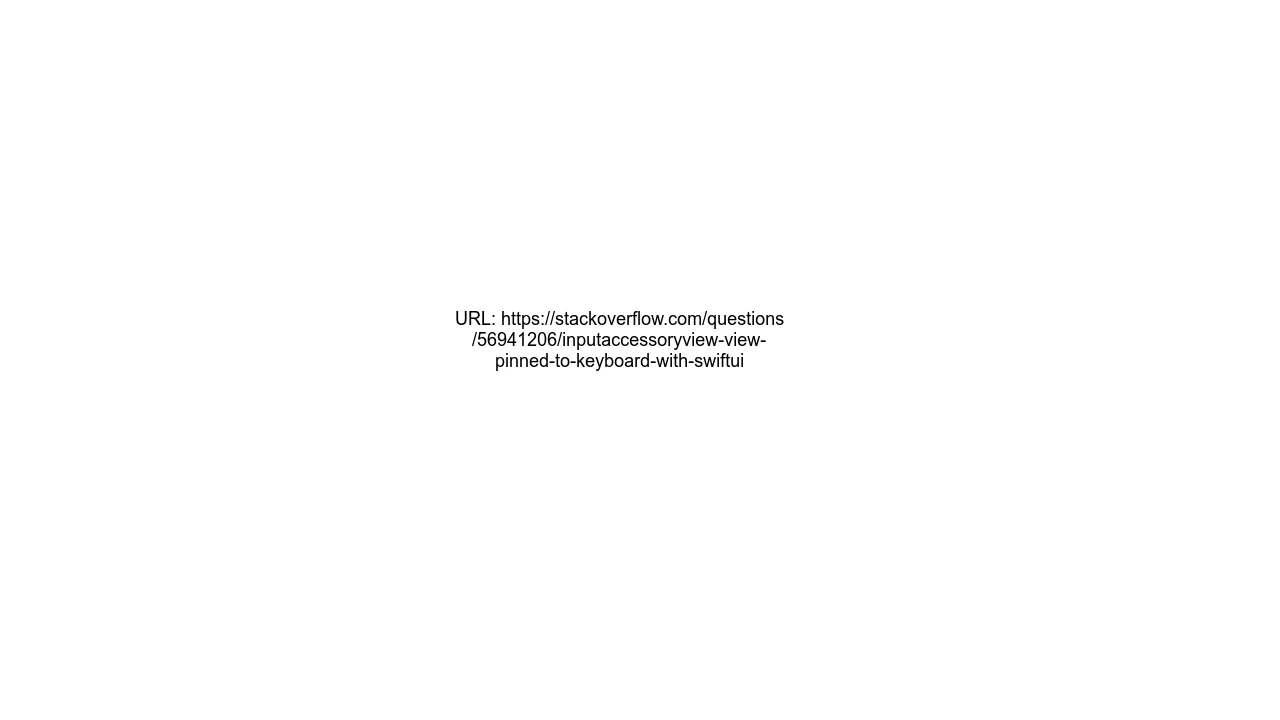 URL: https://stackoverflow.com/questions
/56941206/inputaccessoryview-view-
pinned-to-keyboard-with-swiftui